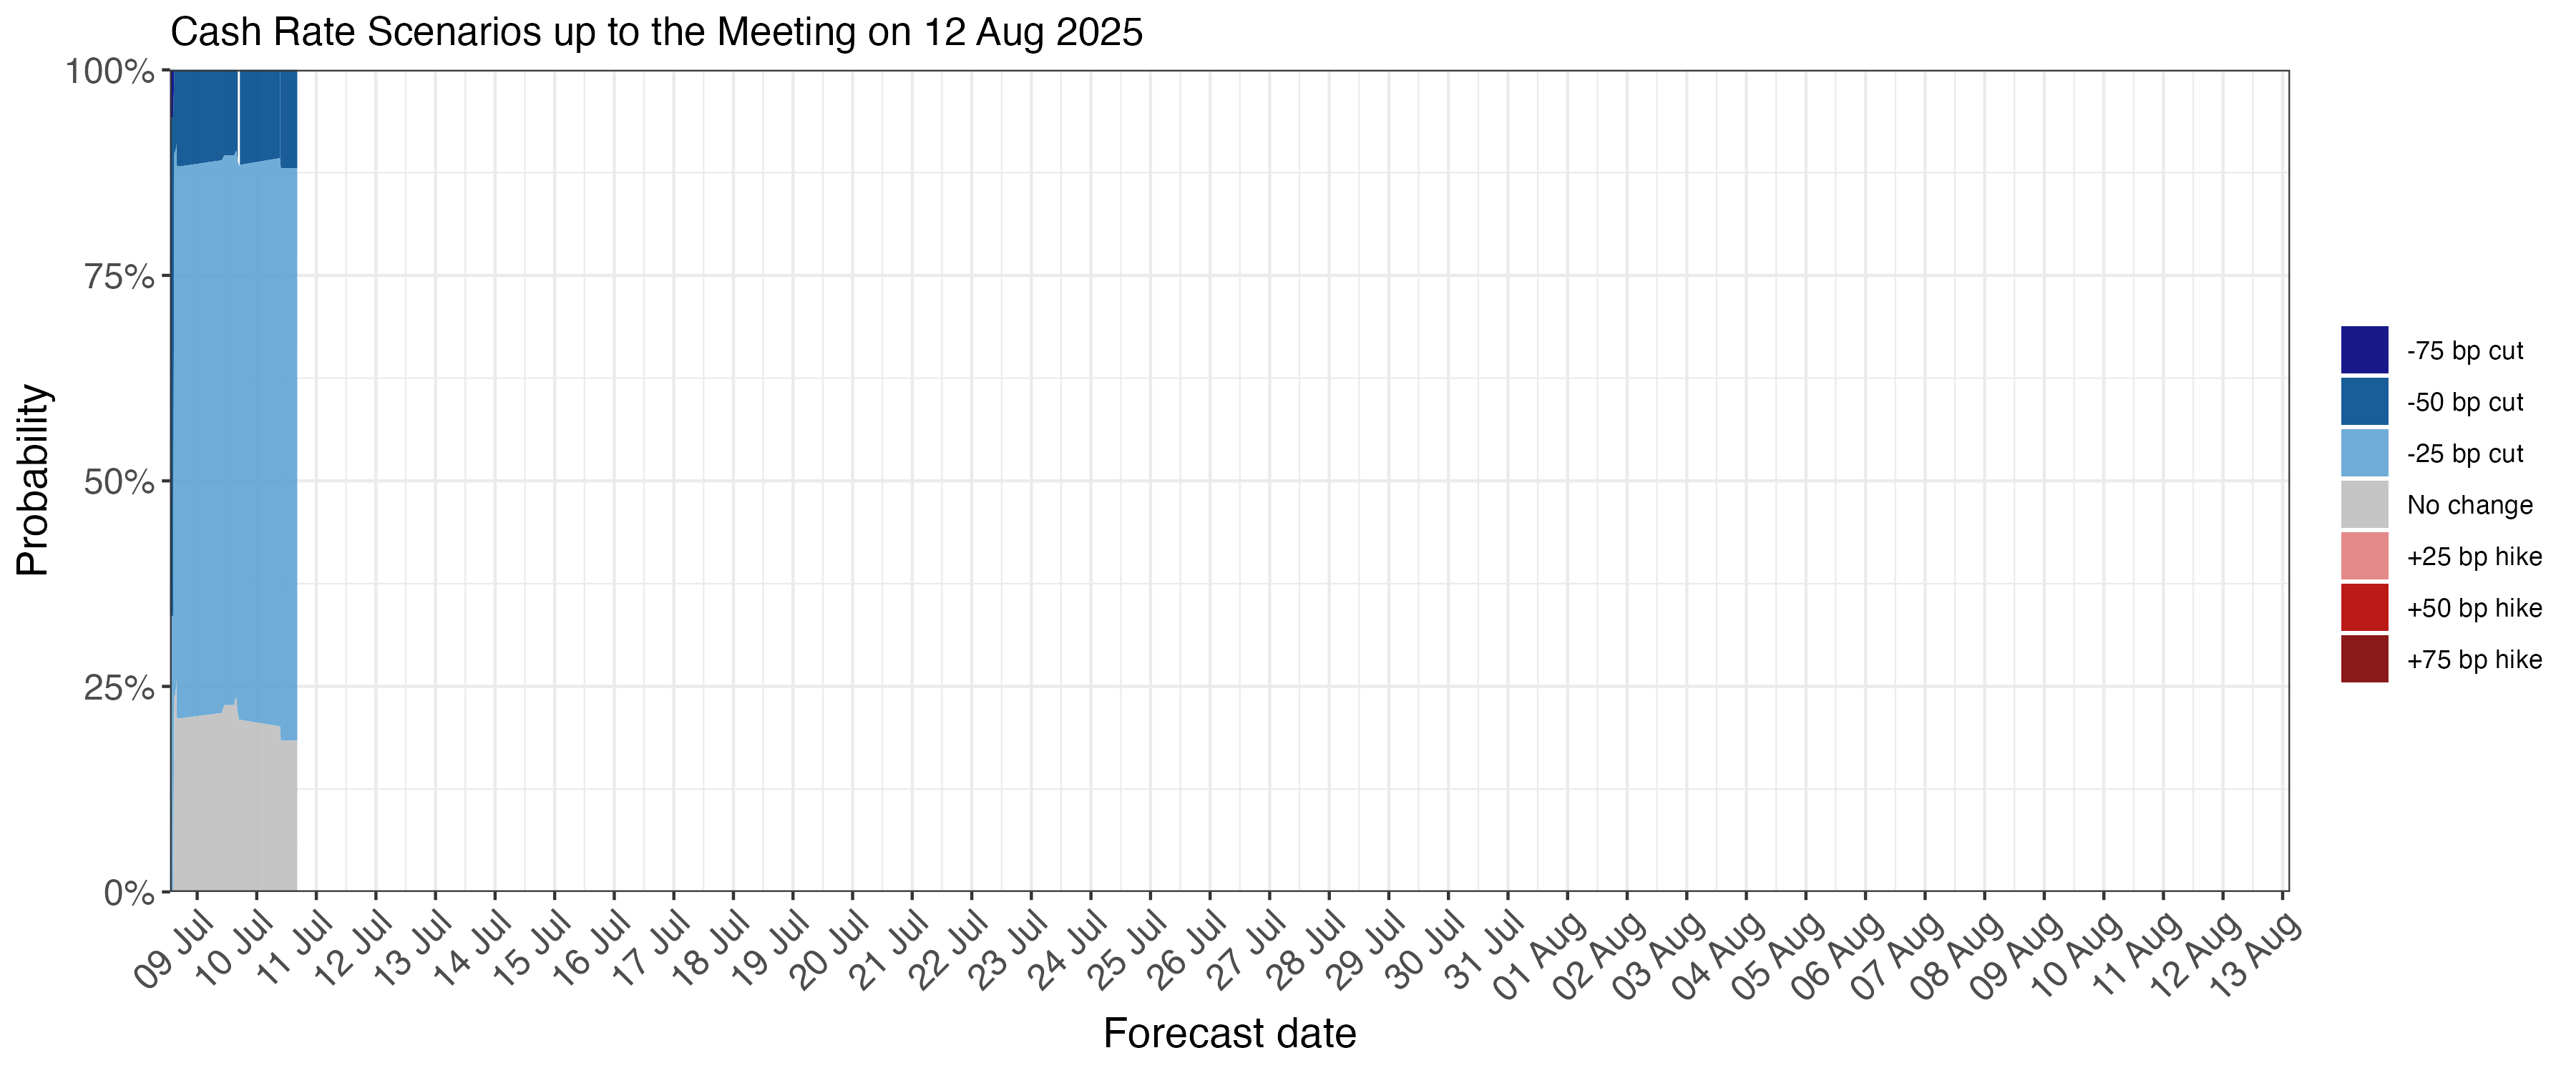 Cash Rate Scenarios up to the Meeting on 12 Aug 2025
100%
75%
50%
25%
0%
Probability
09 Jul
10 Jul
11 Jul
12 Jul
13 Jul
14 Jul
15 Jul
16 Jul
17 Jul
18 Jul
19 Jul
20 Jul
21 Jul
22 Jul
23 Jul
24 Jul
25 Jul
26 Jul
27 Jul
28 Jul
29 Jul
30 Jul
31 Jul
01 Aug
02 Aug
03 Aug
04 Aug
05 Aug
06 Aug
07 Aug
08 Aug
09 Aug
10 Aug
11 Aug
12 Aug
13 Aug
Forecast date
-75 bp cut
-50 bp cut
-25 bp cut
No change
+25 bp hike
+50 bp hike
+75 bp hike